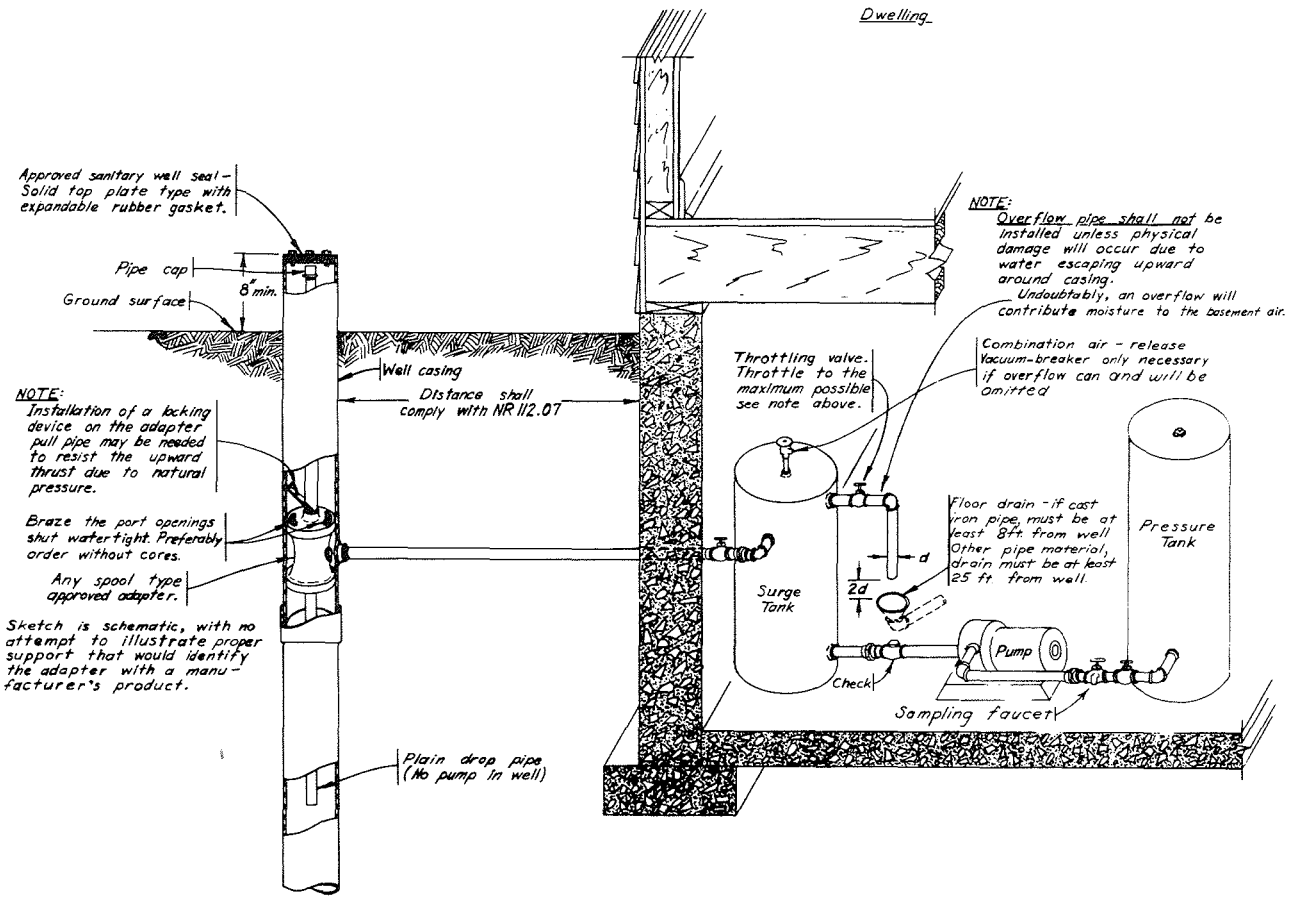 Dwelling
Approved sanitary well seal—
Solid top plate type with
expandable rubber gasket.
Pipe cap
8" min.
Ground surface
Well casing
Distance shall
comply with NR 112.07
NOTE:
Installation of a locking
device on the adapter
pull pipe may be needed
to resist the upward
thrust due to natural
pressure.
Braze the port openings
shut watertight. Preferably
order without cores.
Any spool type
approved adapter.
Sketch is schematic, with no
attempt to illustrate proper
support that would identify
the adapter with a manu-
facturer's product.
Plain drop pipe
(No pump in well)
NOTE:
Overflow pipe shall not be
installed unless physical
damage will occur due to
water escaping upward
around casing.
Undoubtably, an overflow will
contribute moisture to the basement air.
Throttling valve.
Throttle to the
maximum possible
see note above.
Combination air - release
Vacuum-breaker only necessary
if overflow can and will be
omitted
Floor drain - if cast
iron pipe, must be at
least 8ft. from well
Other pipe material,
drain must be at least
25 ft. from well.
d
2d
Surge
Tank
Pressure
Tank
Pump
Check
Sampling faucet